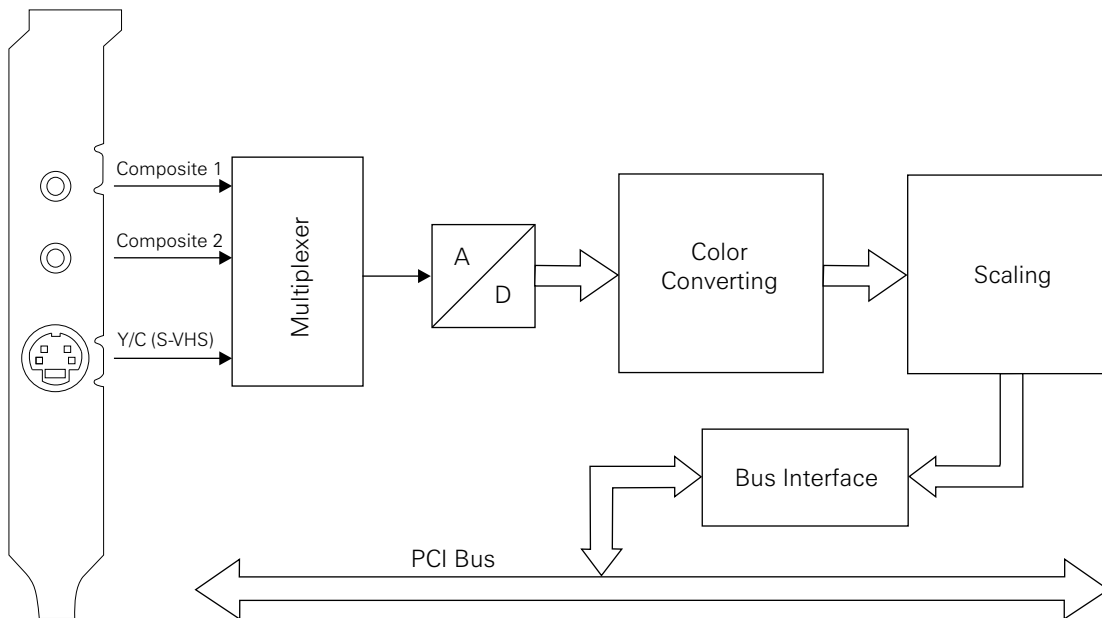 Composite 1
Composite 2
Y/C (S-VHS)
Multiplexer
A
D
Color
Converting
Scaling
Bus Interface
PCI Bus